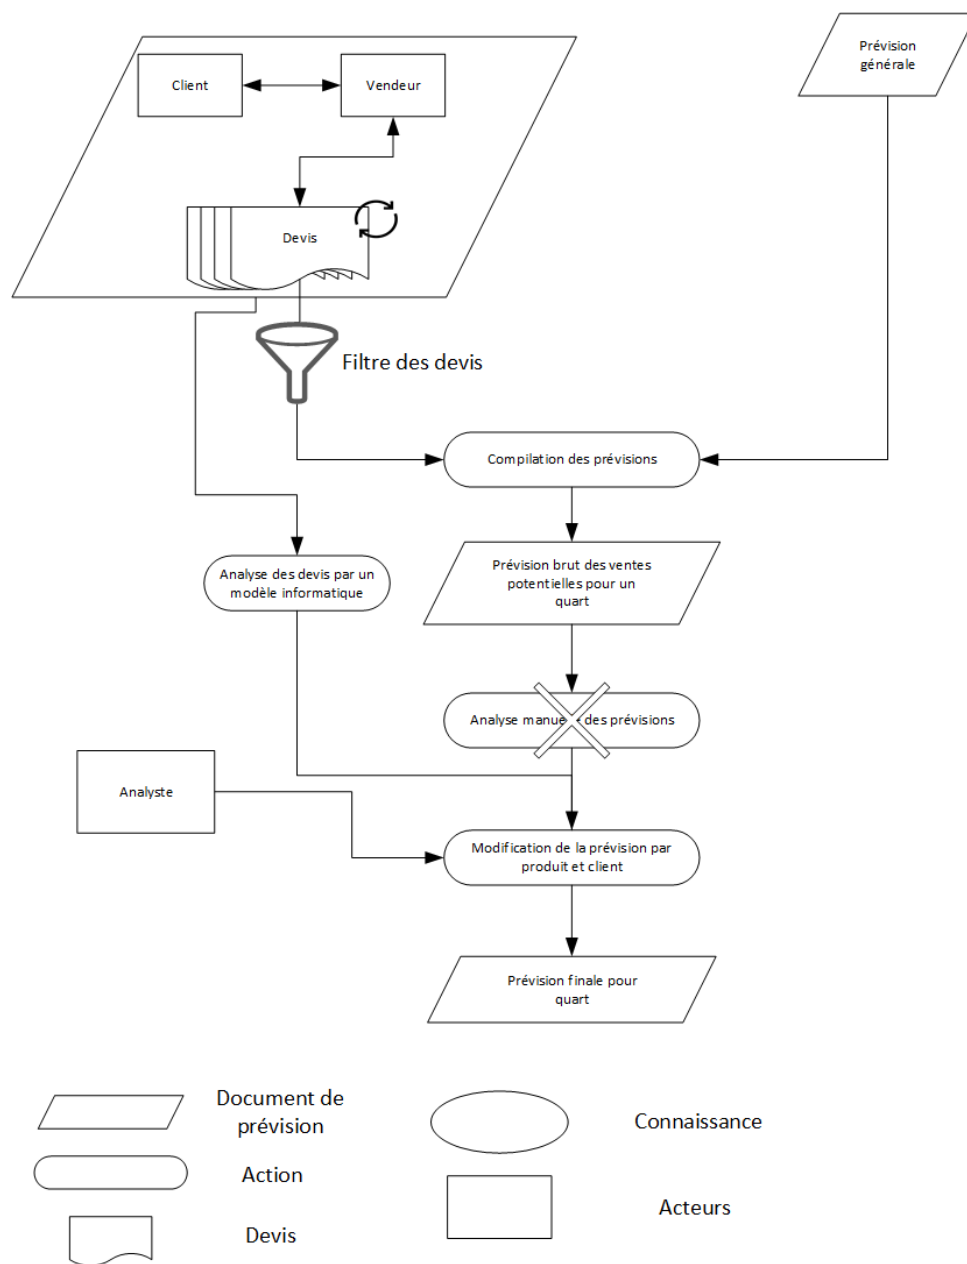 Client
Vendeur
Prévision
générale
Devis
Filtre des devis
Compilation des prévisions
Analyse des devis par un
modèle informatique
Prévision brut des ventes
potentielles pour un
quart
Analyse manue des prévisions
Analyste
Modification de la prévision par
produit et client
Prévision finale pour
quart
Document de
prévision
Connaissance
Action
Acteurs
Devis